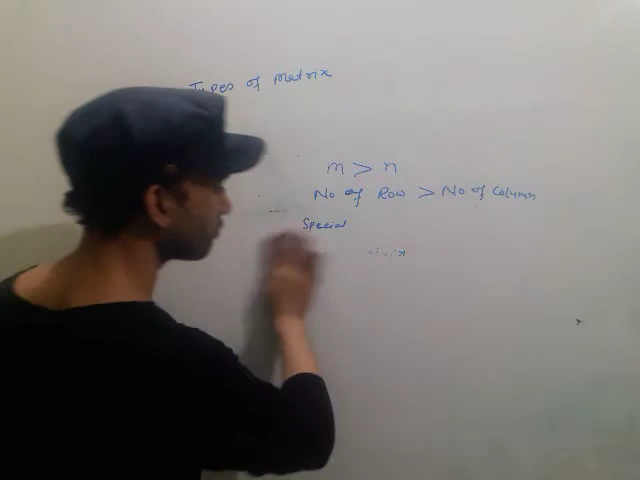 Types of matrix
m > n
No of Row > No of Column
Special